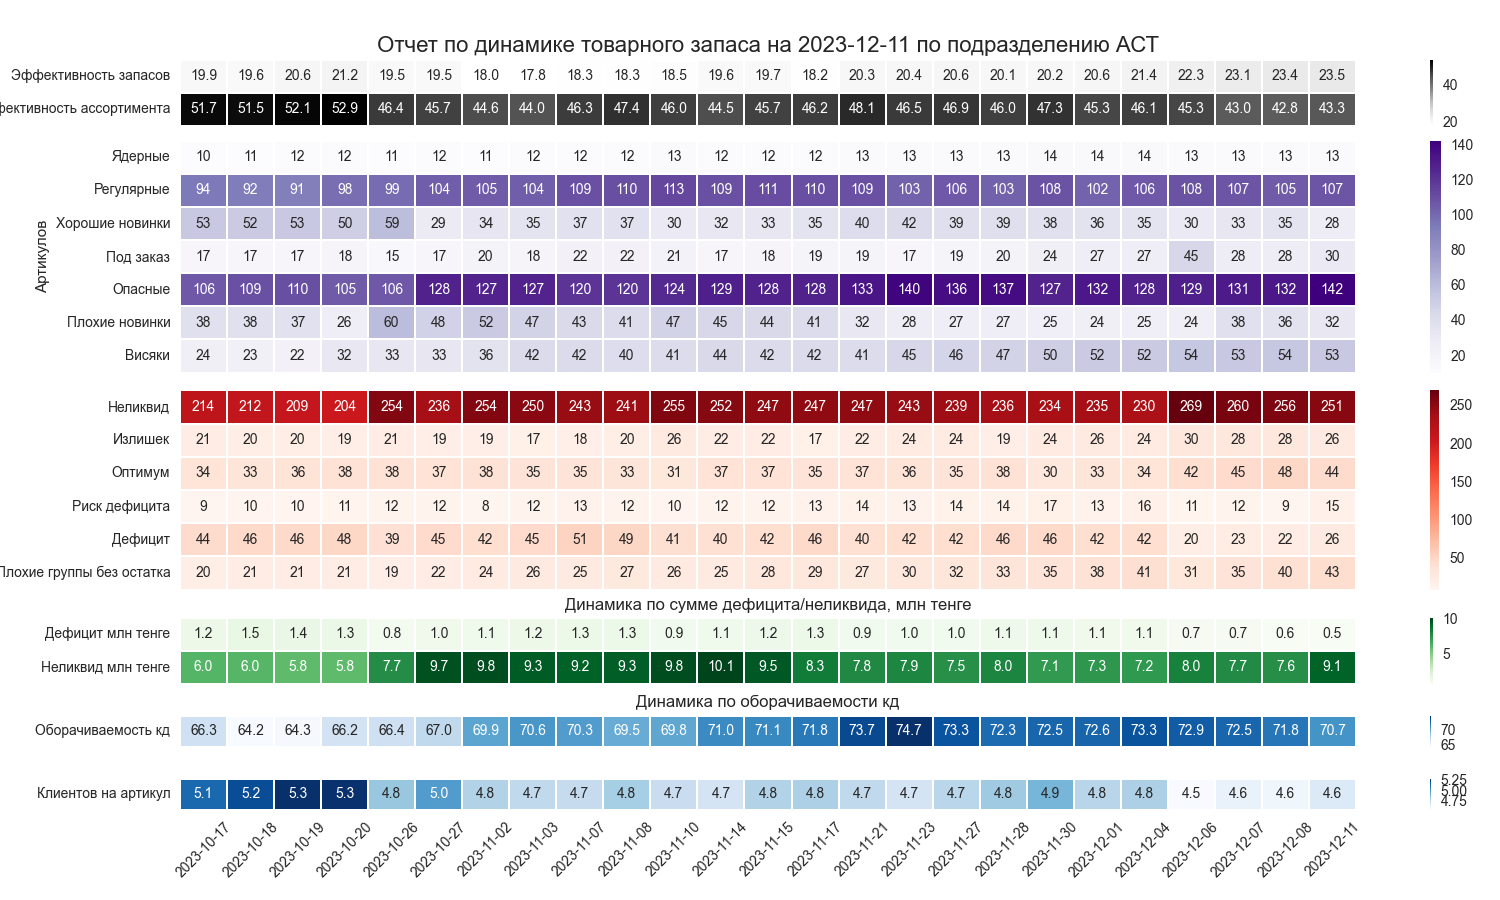 Отчет по динамике товарного запаса на 2023-12-11 по подразделению АСТ
Эффективность запасов 19.9 19.6 20.6 21.2 19.5 19.5 18.0 17.8 18.3 18.3 18.5 19.6 19.7 18.2 20.3 20.4 20.6 20.1 20.2 20.6 21.4 22.3 23.1 23.4 23.5
фективность ассортимента 51.7 51.5 52.1 52.9 46.4 45.7 44.6 44.0 46.3 47.4 46.0 44.5 45.7 46.2 48.1 46.5 46.9 46.0 47.3 45.3 46.1 45.3 43.0 42.8 43.3
40
20
Артикулов
Ядерные 10 11 12 12 11 12 11 12 12 12 13 12 12 12 13 13 13 13 14 14 14 13 13 13 13
Регулярные 94 92 91 98 99 104 105 104 109 110 113 109 111 110 109 103 106 103 108 102 106 108 107 105 107
Хорошие новинки 53 52 53 50 59 29 34 35 37 37 30 32 33 35 40 42 39 39 38 36 35 30 33 35 28
Под заказ 17 17 17 18 15 17 20 18 22 22 21 17 18 19 19 17 19 20 24 27 27 45 28 28 30
Опасные 106 109 110 105 106 128 127 127 120 120 124 129 128 128 133 140 136 137 127 132 128 129 131 132 142
Плохие новинки 38 38 37 26 60 48 52 47 43 41 47 45 44 41 32 28 27 27 25 24 25 24 38 36 32
Висяки 24 23 22 32 33 33 36 42 42 40 41 44 42 42 41 45 46 47 50 52 52 54 53 54 53
140
120
100
80
60
40
20
Неликвид 214 212 209 204 254 236 254 250 243 241 255 252 247 247 247 243 239 236 234 235 230 269 260 256 251
Излишек 21 20 20 19 21 19 19 17 18 20 26 22 22 17 22 24 24 19 24 26 24 30 28 28 26
Оптимум 34 33 36 38 38 37 38 35 35 33 31 37 37 35 37 36 35 38 30 33 34 42 45 48 44
Риск дефицита 9 10 10 11 12 12 8 12 13 12 10 12 12 13 14 13 14 14 17 13 16 11 12 9 15
Дефицит 44 46 46 48 39 45 42 45 51 49 41 40 42 46 40 42 42 46 46 42 42 20 23 22 26
Плохие группы без остатка 20 21 21 21 19 22 24 26 25 27 26 25 28 29 27 30 32 33 35 38 41 31 35 40 43
250
200
150
100
50
Динамика по сумме дефицита/неликвида, млн тенге
Дефицит млн тенге 1.2 1.5 1.4 1.3 0.8 1.0 1.1 1.2 1.3 1.3 0.9 1.1 1.2 1.3 0.9 1.0 1.0 1.1 1.1 1.1 1.1 0.7 0.7 0.6 0.5
Неликвид млн тенге 6.0 6.0 5.8 5.8 7.7 9.7 9.8 9.3 9.2 9.3 9.8 10.1 9.5 8.3 7.8 7.9 7.5 8.0 7.1 7.3 7.2 8.0 7.7 7.6 9.1
10
5
Динамика по оборачиваемости кд
Оборачиваемость кд 66.3 64.2 64.3 66.2 66.4 67.0 69.9 70.6 70.3 69.5 69.8 71.0 71.1 71.8 73.7 74.7 73.3 72.3 72.5 72.6 73.3 72.9 72.5 71.8 70.7
70
65
Клиентов на артикул 5.1 5.2 5.3 5.3 4.8 5.0 4.8 4.7 4.7 4.8 4.7 4.7 4.8 4.8 4.7 4.7 4.7 4.8 4.9 4.8 4.8 4.5 4.6 4.6 4.6
5.25
5.00
4.75
2023-10-17 2023-10-18 2023-10-19 2023-10-20 2023-10-26 2023-10-27 2023-11-02 2023-11-03 2023-11-07 2023-11-08 2023-11-10 2023-11-14 2023-11-15 2023-11-17 2023-11-21 2023-11-23 2023-11-27 2023-11-28 2023-11-30 2023-12-01 2023-12-04 2023-12-06 2023-12-07 2023-12-08 2023-12-11